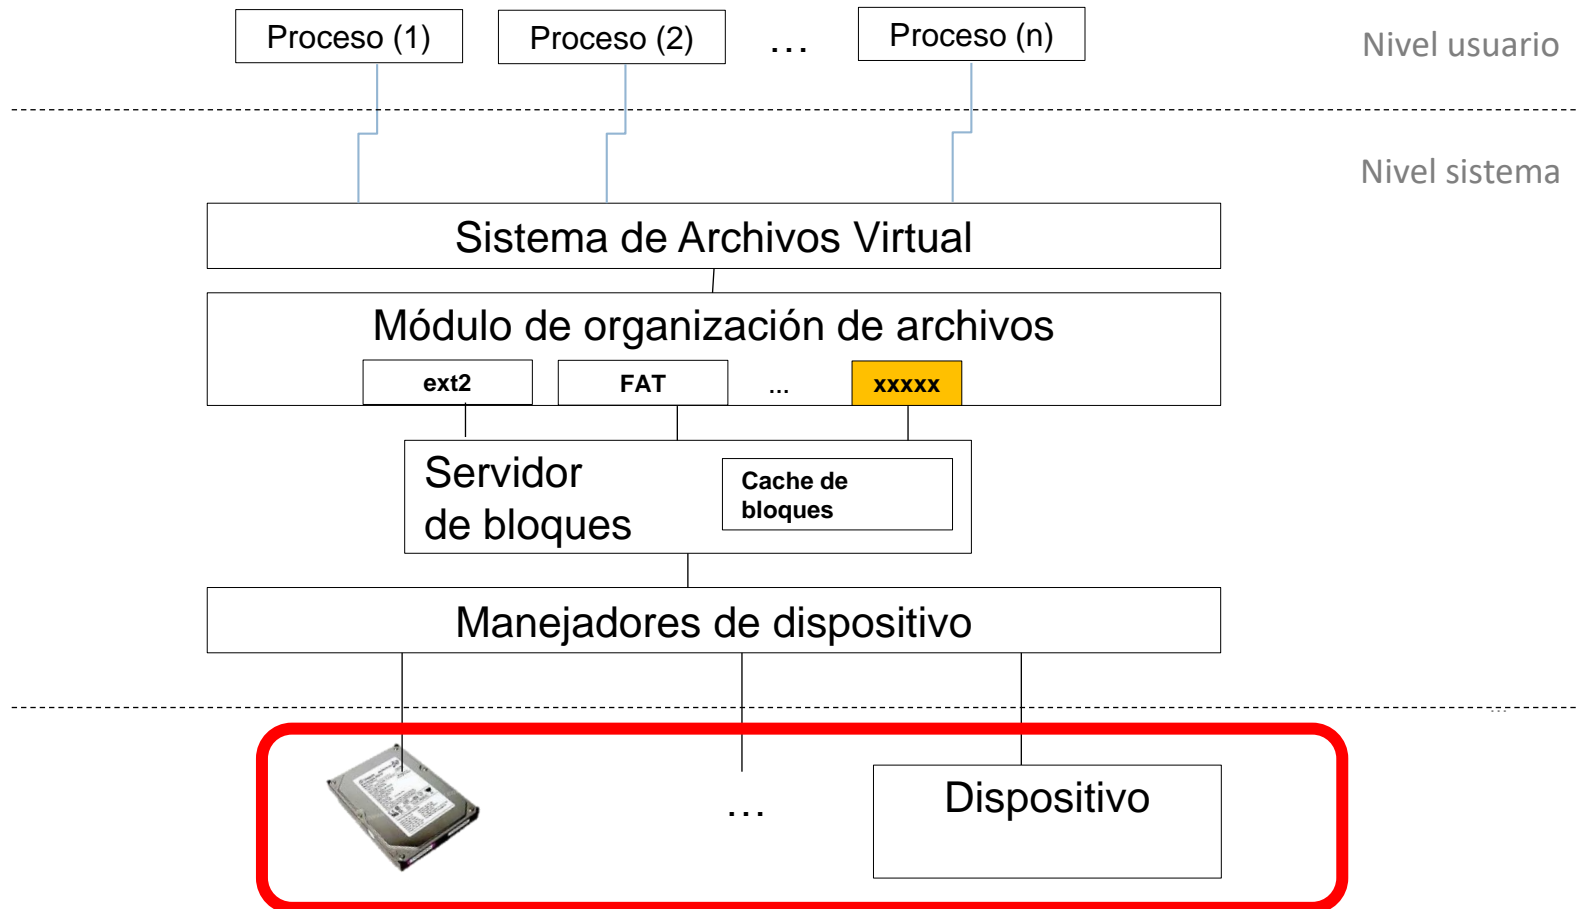 Proceso (1)
Proceso (2)
...
Proceso (n)
Nivel usuario
Nivel sistema
Sistema de Archivos Virtual
Módulo de organización de archivos
ext2
FAT
...
xxxxx
Servidor
de bloques
Cache de
bloques
Manejadores de dispositivo
...
...
Dispositivo